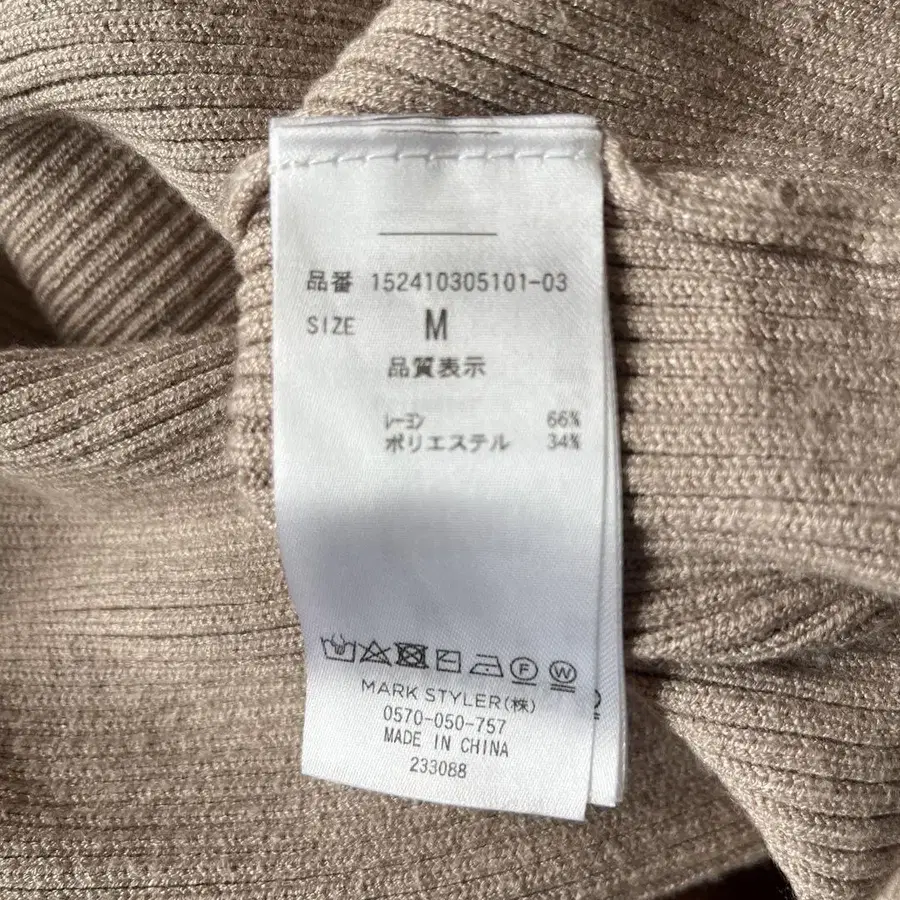 品番 152410305101-03
SIZE M
品質表示
レーヨン 66%
ポリエステル 34%
MARK STYLER(株)
0570-050-757
MADE IN CHINA
233088